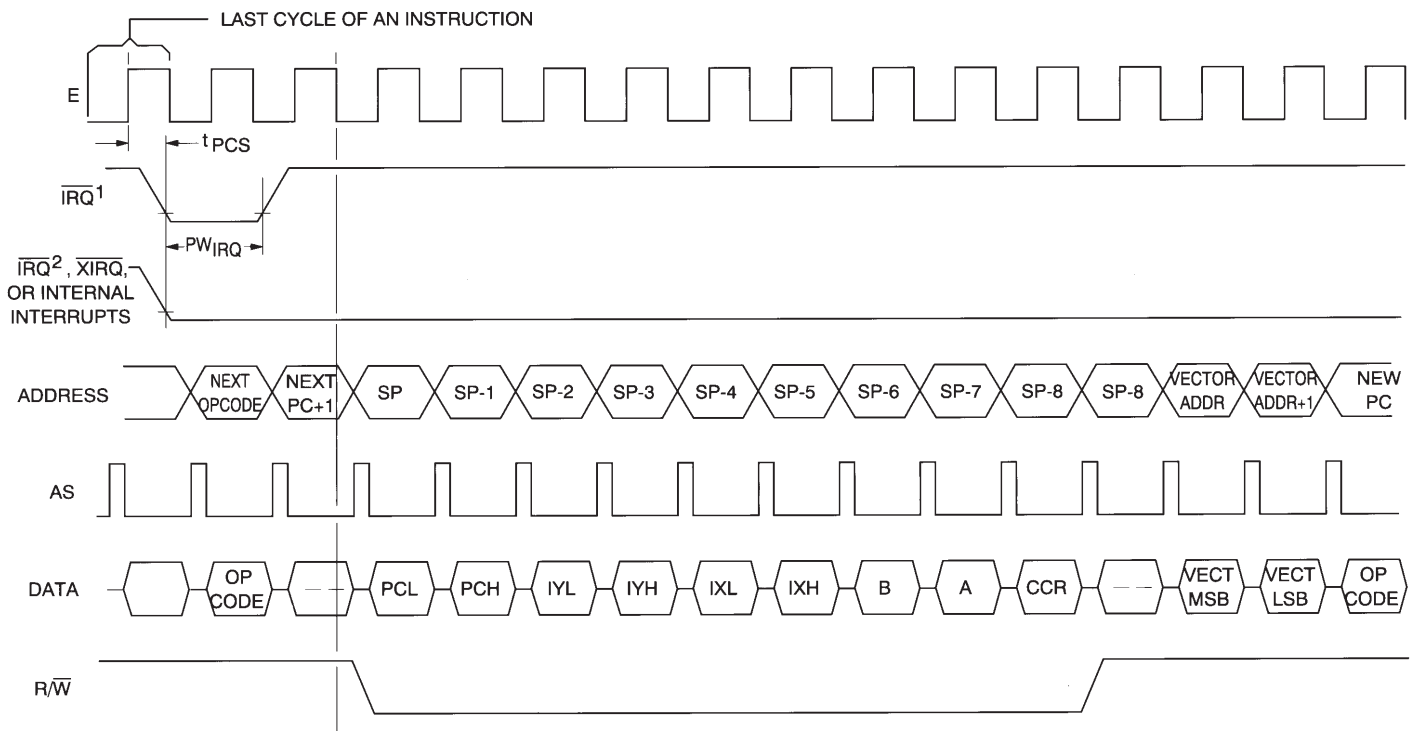 LAST CYCLE OF AN INSTRUCTION
E
tPCS
IRQ1
PWIRQ
IRQ2, XIRQ,
OR INTERNAL
INTERRUPTS
ADDRESS
NEXT OPCODE
NEXT PC+1
SP
SP-1
SP-2
SP-3
SP-4
SP-5
SP-6
SP-7
SP-8
SP-8
VECTOR ADDR
VECTOR ADDR+1
NEW PC
AS
DATA
OP CODE
PCL
PCH
IYL
IYH
IXL
IXH
B
A
CCR
VECT MSB
VECT LSB
OP CODE
R/W